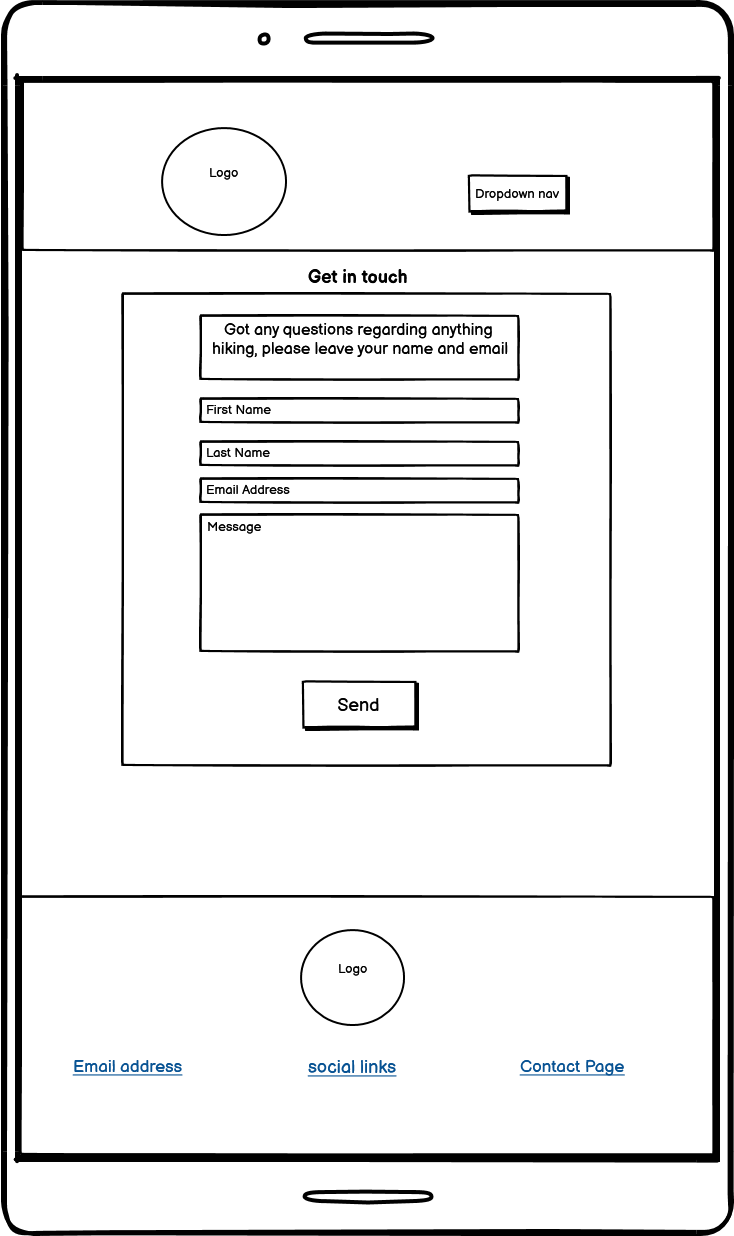 Logo
Dropdown nav
Get in touch
Got any questions regarding anything
hiking, please leave your name and email
First Name
Last Name
Email Address
Message
Send
Logo
Email address
social links
Contact Page